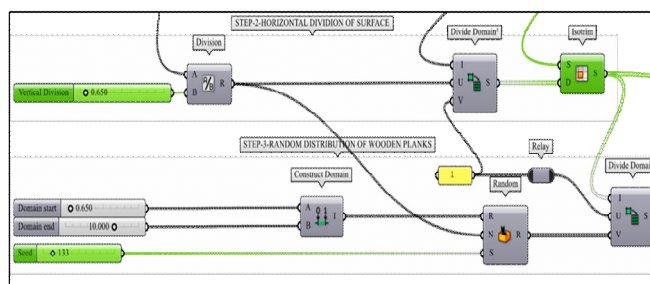 STEP-2-HORIZONTAL DIVIDION OF SURFACE
Division
Divide Domain²
Isotrim
A
B
A/B
R
I
U
V
S
S
D
S
Vertical Division
0.650
STEP-3-RANDOM DISTRIBUTION OF WOODEN PLANKS
Relay
Construct Domain
1
Random
Divide Domai
Domain start
0.650
Domain end
10.000
A
B
I
R
N
S
R
I
U
V
S
Seed
133